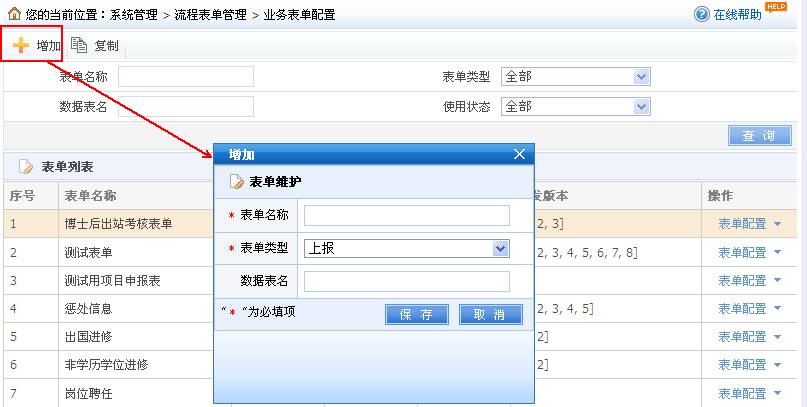 您的当前位置：系统管理 > 流程表单管理 > 业务表单配置 在线帮助 HELP
增加 复制
表单名称 表单类型 全部
数据表名 使用状态 全部
查 询
表单列表
序号 表单名称 发版本 操作
1 博士后出站考核表单 2, 3] 表单配置
2 测试表单 2, 3, 4, 5, 6, 7, 8] 表单配置
3 测试用项目申报表 表单配置
4 惩处信息 2, 3, 4, 5] 表单配置
5 出国进修 2] 表单配置
6 非学历学位进修 2] 表单配置
7 岗位聘任 表单配置
增加
表单维护
* 表单名称
* 表单类型 上报
数据表名
“ * “为必填项 保 存 取 消